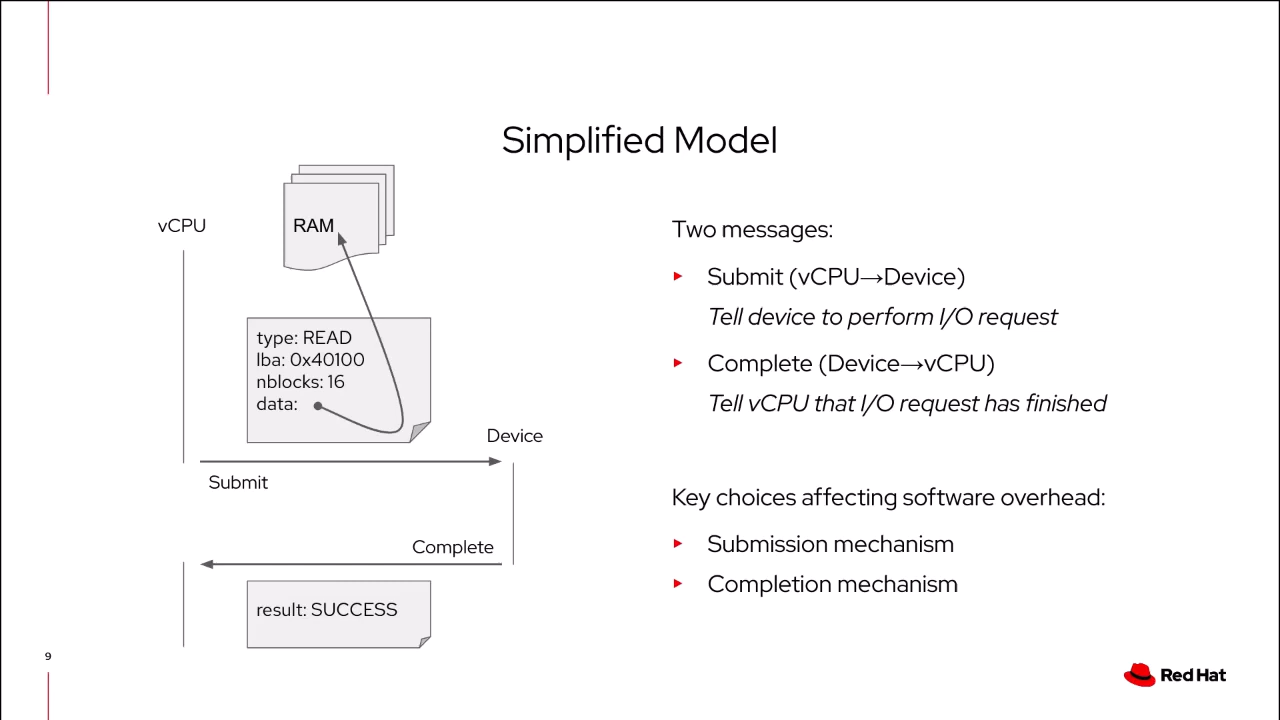 Simplified Model
vCPU
RAM
type: READ
lba: 0x40100
nblocks: 16
data:
Device
Submit
Complete
result: SUCCESS
Two messages:
Submit (vCPU→Device)
Tell device to perform I/O request
Complete (Device→vCPU)
Tell vCPU that I/O request has finished
Key choices affecting software overhead:
Submission mechanism
Completion mechanism
9
Red Hat